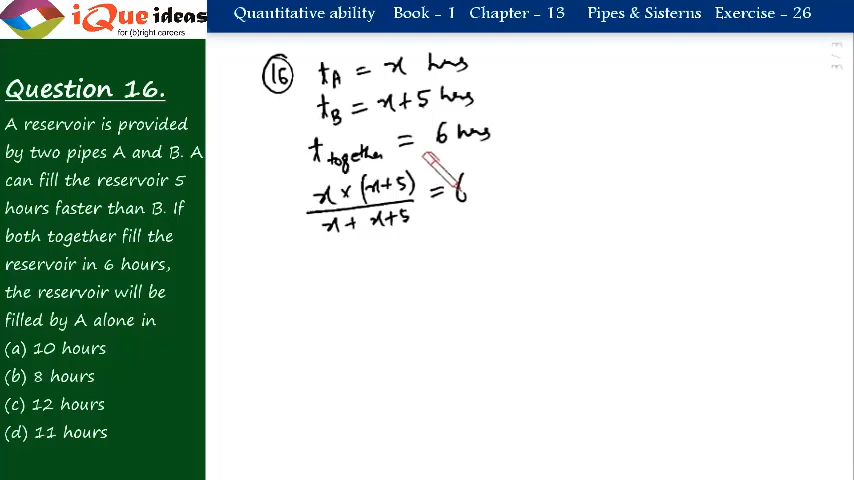 iQue ideas
for (b)right careers
Quantitative ability Book - 1 Chapter - 13 Pipes & Sisterns Exercise - 26
Question 16.
A reservoir is provided
by two pipes A and B. A
can fill the reservoir 5
hours faster than B. If
both together fill the
reservoir in 6 hours,
the reservoir will be
filled by A alone in
(a) 10 hours
(b) 8 hours
(c) 12 hours
(d) 11 hours
16 t_A = x hrs
t_B = x+5 hrs
t_together = 6 hrs
x × (x+5) / x + x+5 = 6